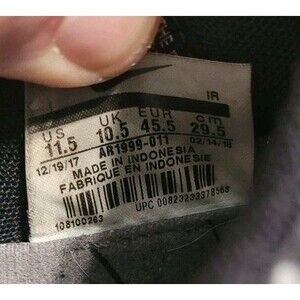 IR
US UK EUR cm
11.5 10.5 45.5 29.5
12/19/17 AR1999-011 02/14/18
MADE IN INDONESIA
FABRIQUE EN INDONESIE
108100263
UPC 00823233378568